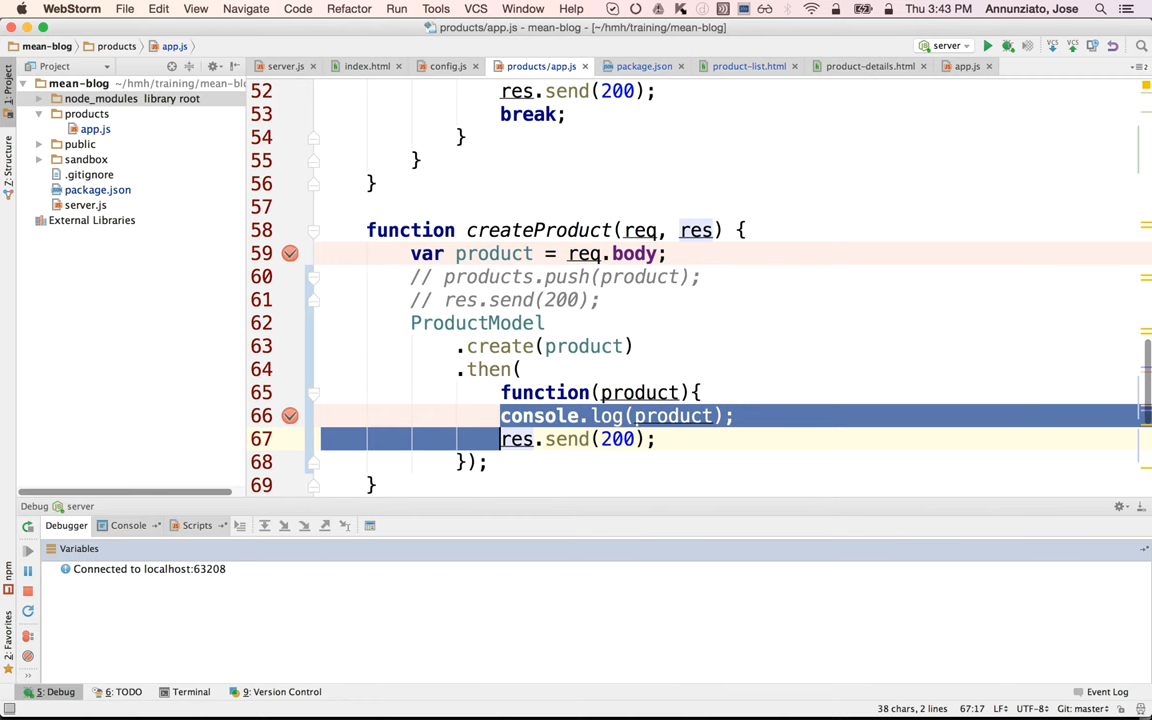 WebStorm File Edit View Navigate Code Refactor Run Tools VCS Window Help Thu 3:43 PM Annunziato, Jose
products/app.js - mean-blog - [~/hmh/training/mean-blog]
mean-blog products app.js server
Project server.js index.html config.js products/app.js package.json product-list.html product-details.html app.js
mean-blog ~/hmh/training/mean-blo
node_modules library root
products
app.js
public
sandbox
.gitignore
package.json
server.js
External Libraries
1: Project
7: Structure
npm
2: Favorites
52 res.send(200);
53 break;
54 }
55 }
56 }
57
58 function createProduct(req, res) {
59 var product = req.body;
60 // products.push(product);
61 // res.send(200);
62 ProductModel
63 .create(product)
64 .then(
65 function(product){
66 console.log(product);
67 res.send(200);
68 });
69 }
Debug server
Debugger Console Scripts
Variables
Connected to localhost:63208
5: Debug 6: TODO Terminal 9: Version Control Event Log
38 chars, 2 lines 67:17 LF÷ UTF-8÷ Git: master÷